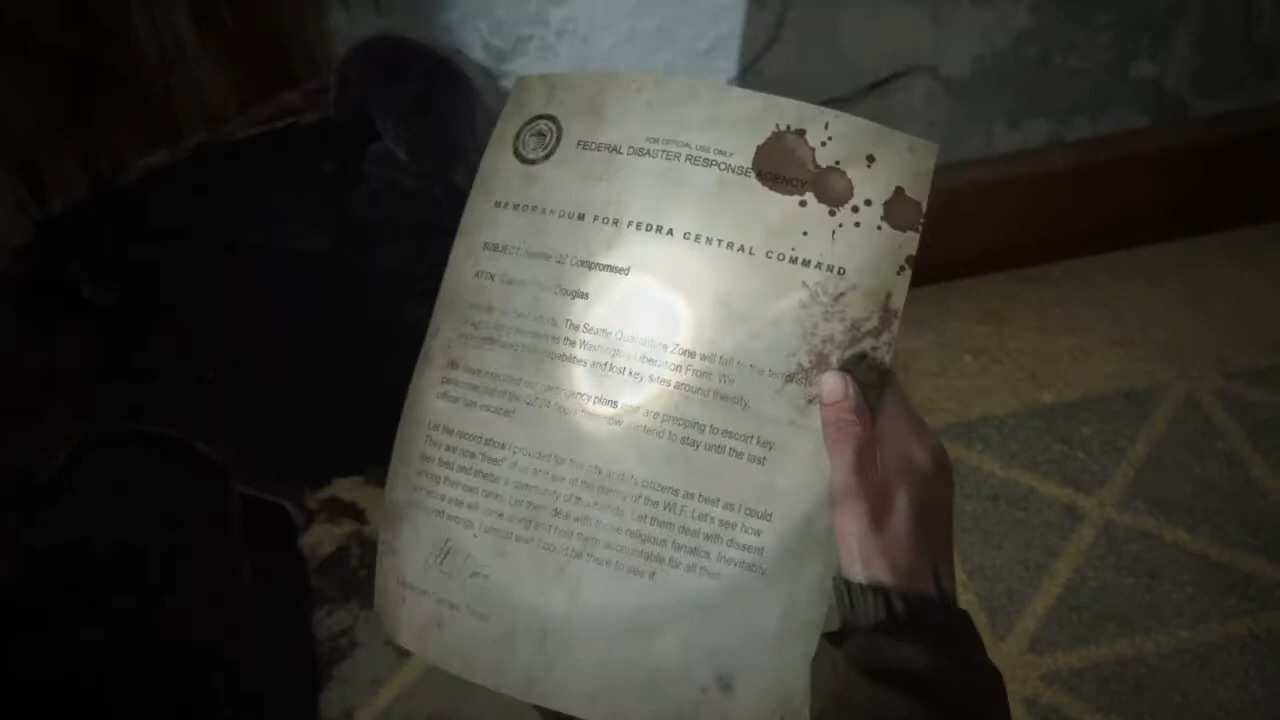 FOR OFFICIAL USE ONLY
FEDERAL DISASTER RESPONSE AGENCY
MEMORANDUM FOR FEDRA CENTRAL COMMAND
SUBJECT: Seattle QZ Compromised
ATTN: Douglas
efforts. The Seattle Quarantine Zone will fall to the terrorist
the Washington Liberation Front. We
capabilities and lost key sites around the city.
We have executed our contingency plans and are prepping to escort key
personnel out of the QZ 24 hours from now. I intend to stay until the last
officer has escaped.
Let the record show I provided for this city and its citizens as best as I could.
They are now "freed" of us and are at the mercy of the WLF. Let's see how
they feed and shelter a community of thousands. Let them deal with dissent
among their own ranks. Let them deal with those religious fanatics. Inevitably,
someone else will come along and hold them accountable for all their
wrongs. I almost wish I could be there to see it.